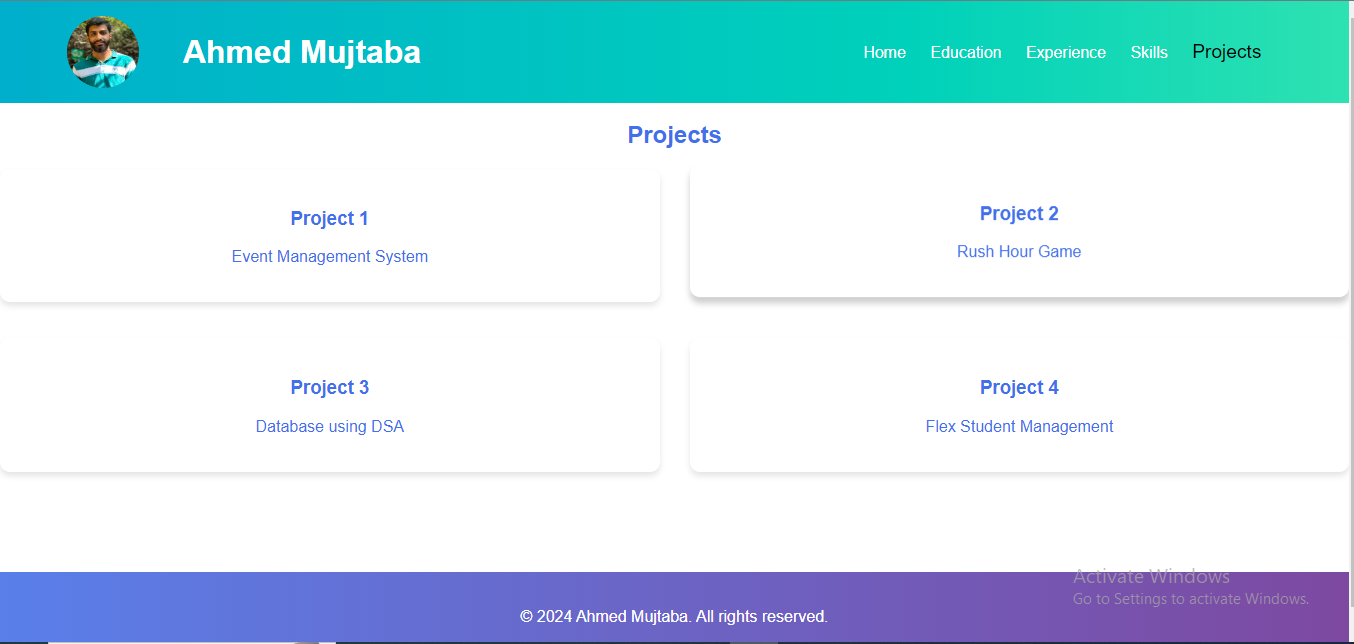 Ahmed Mujtaba
Home Education Experience Skills Projects
Projects
Project 1
Event Management System
Project 2
Rush Hour Game
Project 3
Database using DSA
Project 4
Flex Student Management
Activate Windows
Go to Settings to activate Windows.
© 2024 Ahmed Mujtaba. All rights reserved.